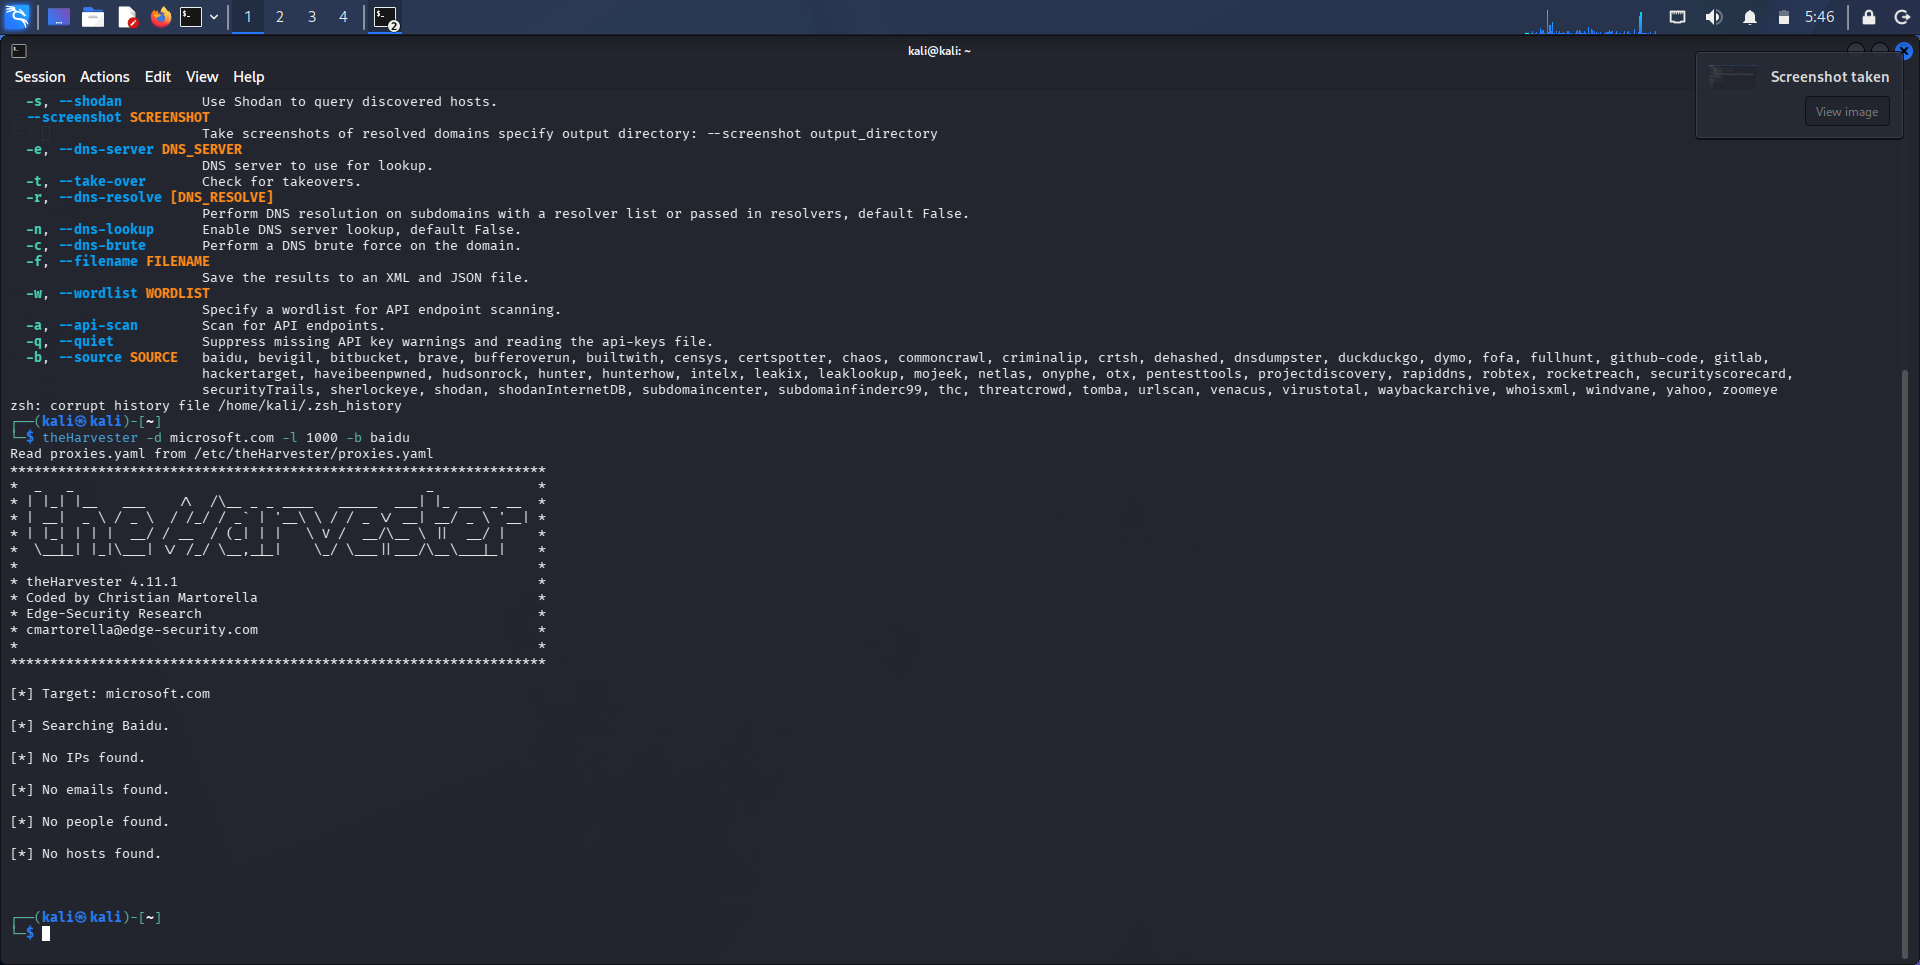 1 2 3 4 2 5:46
kali@kali: ~
Session Actions Edit View Help
Screenshot taken
View image
-s, --shodan Use Shodan to query discovered hosts.
--screenshot SCREENSHOT
Take screenshots of resolved domains specify output directory: --screenshot output_directory
-e, --dns-server DNS_SERVER
DNS server to use for lookup.
-t, --take-over Check for takeovers.
-r, --dns-resolve [DNS_RESOLVE]
Perform DNS resolution on subdomains with a resolver list or passed in resolvers, default False.
-n, --dns-lookup Enable DNS server lookup, default False.
-c, --dns-brute Perform a DNS brute force on the domain.
-f, --filename FILENAME
Save the results to an XML and JSON file.
-w, --wordlist WORDLIST
Specify a wordlist for API endpoint scanning.
-a, --api-scan Scan for API endpoints.
-q, --quiet Suppress missing API key warnings and reading the api-keys file.
-b, --source SOURCE baidu, bevigil, bitbucket, brave, bufferoverun, builtwith, censys, certspotter, chaos, commoncrawl, criminalip, crtsh, dehashed, dnsdumpster, duckduckgo, dymo, fofa, fullhunt, github-code, gitlab,
hackertarget, haveibeenpwned, hudsonrock, hunter, hunterhow, intelx, leakix, leaklookup, mojeek, netlas, onyphe, otx, pentesttools, projectdiscovery, rapiddns, robtex, rocketreach, securityscorecard,
securityTrails, sherlockeye, shodan, shodanInternetDB, subdomaincenter, subdomainfinderc99, thc, threatcrowd, tomba, urlscan, venacus, virustotal, waybackarchive, whoisxml, windvane, yahoo, zoomeye
zsh: corrupt history file /home/kali/.zsh_history
┌──(kali㉿kali)-[~]
└─$ theHarvester -d microsoft.com -l 1000 -b baidu
Read proxies.yaml from /etc/theHarvester/proxies.yaml
*******************************************************************
theHarvester
* theHarvester 4.11.1 *
* Coded by Christian Martorella *
* Edge-Security Research *
* cmartorella@edge-security.com *
* *
*******************************************************************
[*] Target: microsoft.com
[*] Searching Baidu.
[*] No IPs found.
[*] No emails found.
[*] No people found.
[*] No hosts found.
┌──(kali㉿kali)-[~]
└─$